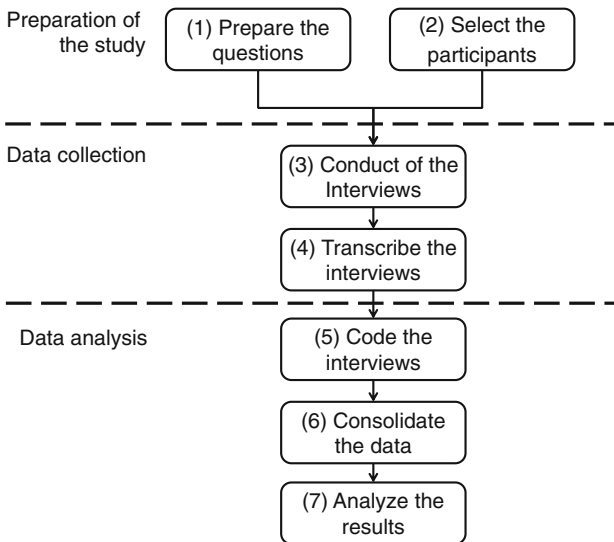 Preparation of
the study
(1) Prepare the
questions
(2) Select the
participants
Data collection
(3) Conduct of the
Interviews
(4) Transcribe the
interviews
Data analysis
(5) Code the
interviews
(6) Consolidate
the data
(7) Analyze the
results